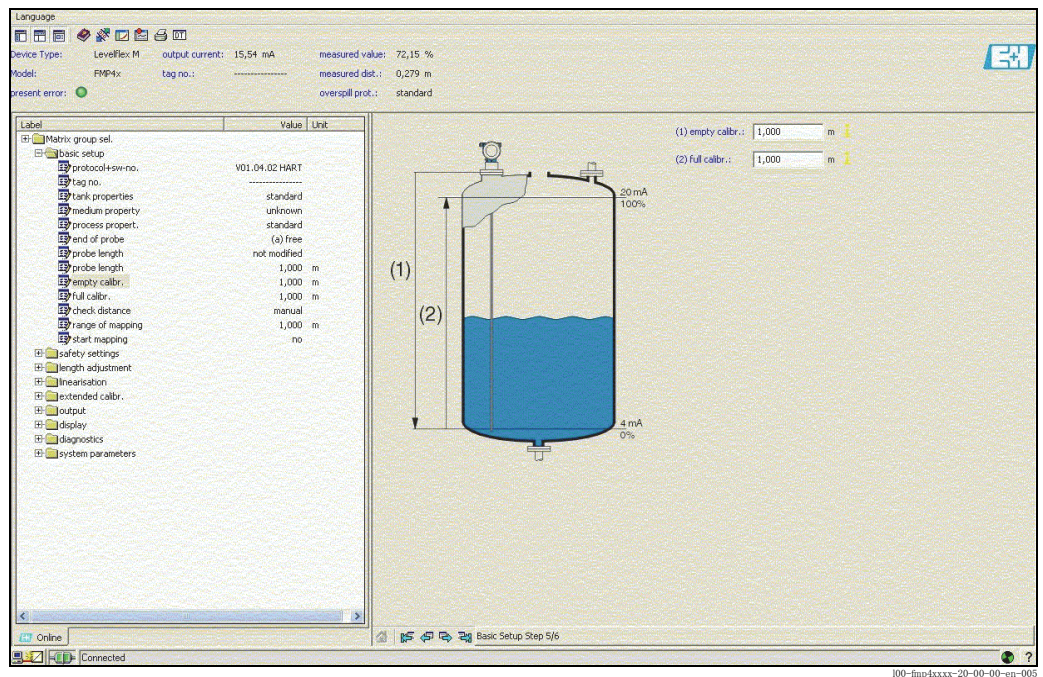 Language
DT
Device Type: Levelflex M output current: 15,54 mA measured value: 72,15 %
Model: FMP4x tag no.: ---------------- measured dist.: 0,279 m
present error: overspill prot.: standard
E+H
Label Value Unit
Matrix group sel.
basic setup
protocol+sw-no. V01.04.02 HART
tag no. ----------------
tank properties standard
medium property unknown
process propert. standard
end of probe (a) free
probe length not modified
probe length 1,000 m
empty calibr. 1,000 m
full calibr. 1,000 m
check distance manual
range of mapping 1,000 m
start mapping no
safety settings
length adjustment
linearisation
extended calibr.
output
display
diagnostics
system parameters
(1) empty calibr.: 1,000 m
(2) full calibr.: 1,000 m
20 mA
100%
(1)
(2)
4 mA
0%
Online
Basic Setup Step 5/6
Connected
?
l00-fmp4xxxx-20-00-00-en-005